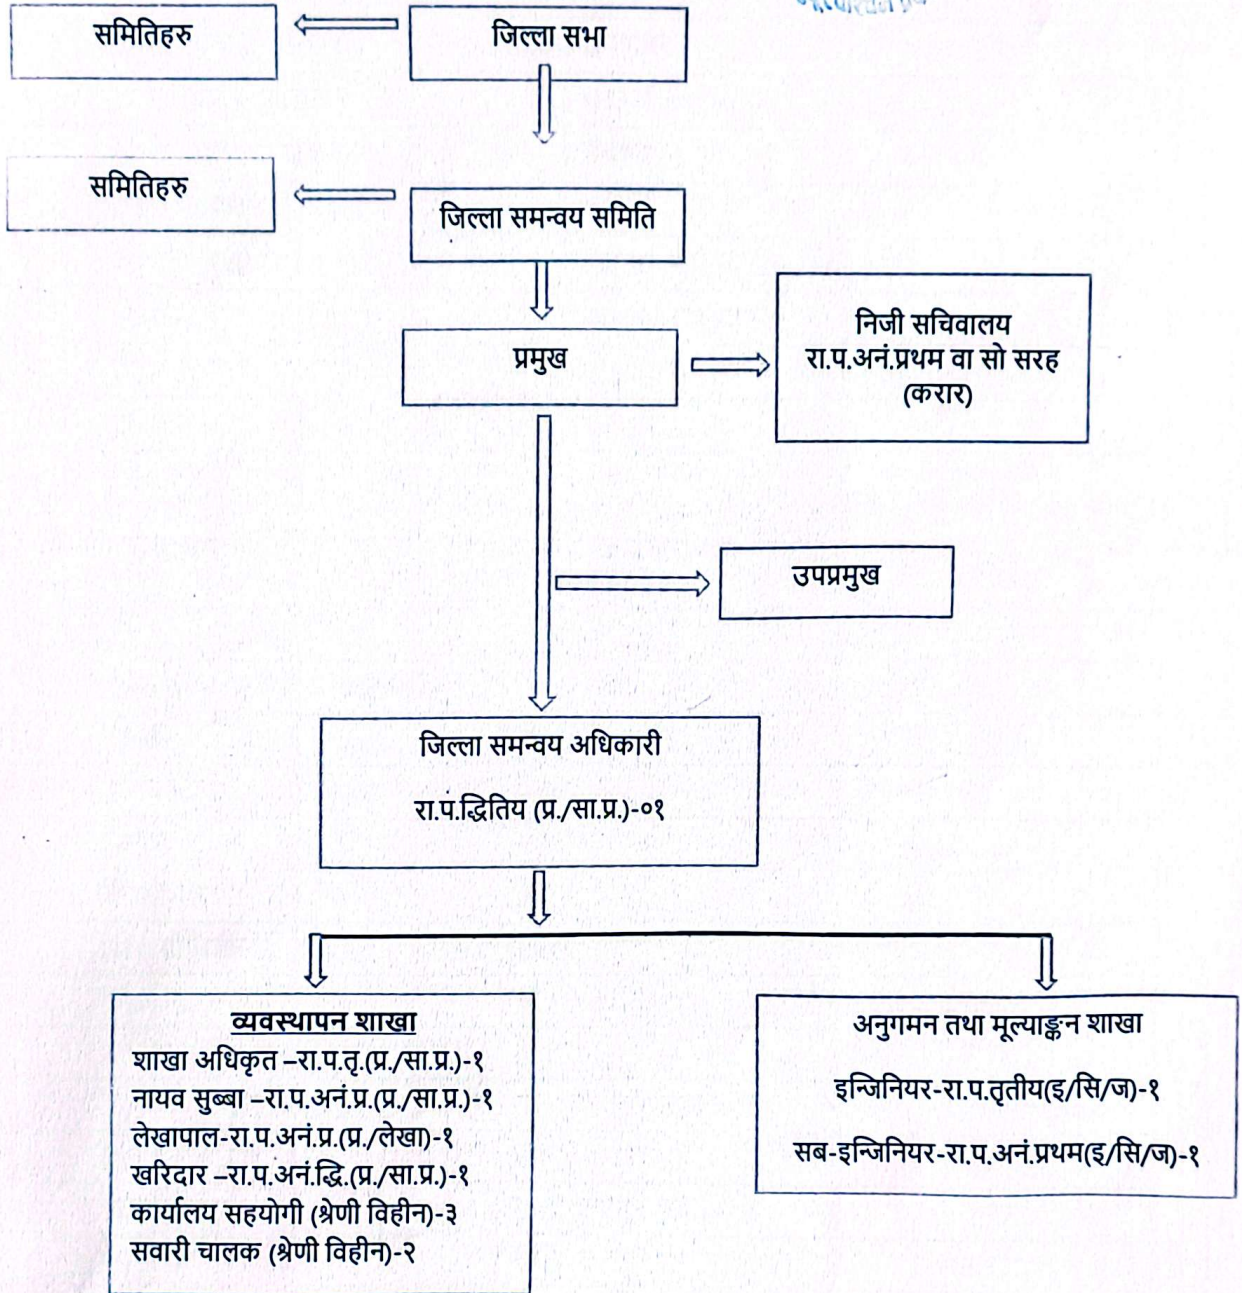 समितिहरु
जिल्ला सभा
समितिहरु
जिल्ला समन्वय समिति
प्रमुख
निजी सचिवालय
रा.प.अनं.प्रथम वा सो सरह
(करार)
उपप्रमुख
जिल्ला समन्वय अधिकारी
रा.प.द्धितिय (प्र./सा.प्र.)-०१
व्यवस्थापन शाखा
शाखा अधिकृत –रा.प.तृ.(प्र./सा.प्र.)-१
नायव सुब्बा –रा.प.अनं.प्र.(प्र./सा.प्र.)-१
लेखापाल-रा.प.अनं.प्र.(प्र./लेखा)-१
खरिदार –रा.प.अनं.द्धि.(प्र./सा.प्र.)-१
कार्यालय सहयोगी (श्रेणी विहीन)-३
सवारी चालक (श्रेणी विहीन)-२
अनुगमन तथा मूल्याङ्कन शाखा
इन्जिनियर-रा.प.तृतीय(इ/सि/ज)-१
सब-इन्जिनियर-रा.प.अनं.प्रथम(इ/सि/ज)-१